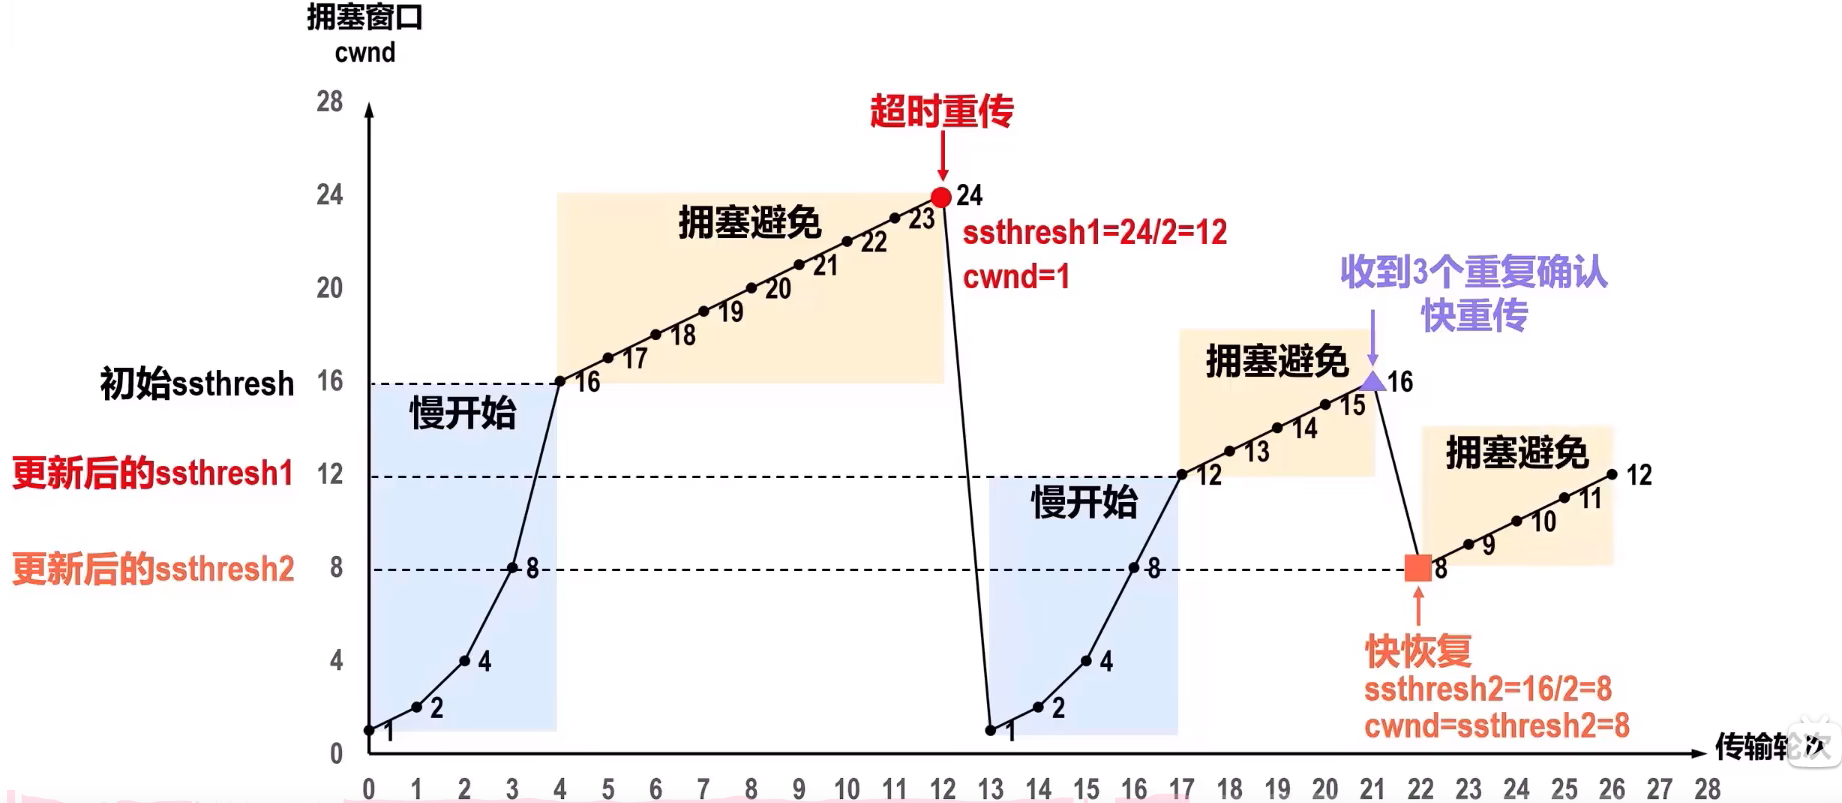 拥塞窗口
cwnd
28
超时重传
24
24
拥塞避免
23
ssthresh1=24/2=12
22
cwnd=1
21
收到3个重复确认
20
20
快重传
19
18
17
拥塞避免
初始ssthresh
16
16
16
慢开始
15
14
13
拥塞避免
更新后的ssthresh1
12
12
12
慢开始
11
10
9
更新后的ssthresh2
8
8
8
8
快恢复
4
4
4
ssthresh2=16/2=8
2
2
cwnd=ssthresh2=8
1
1
0
传输轮次
0 1 2 3 4 5 6 7 8 9 10 11 12 13 14 15 16 17 18 19 20 21 22 23 24 25 26 27 28